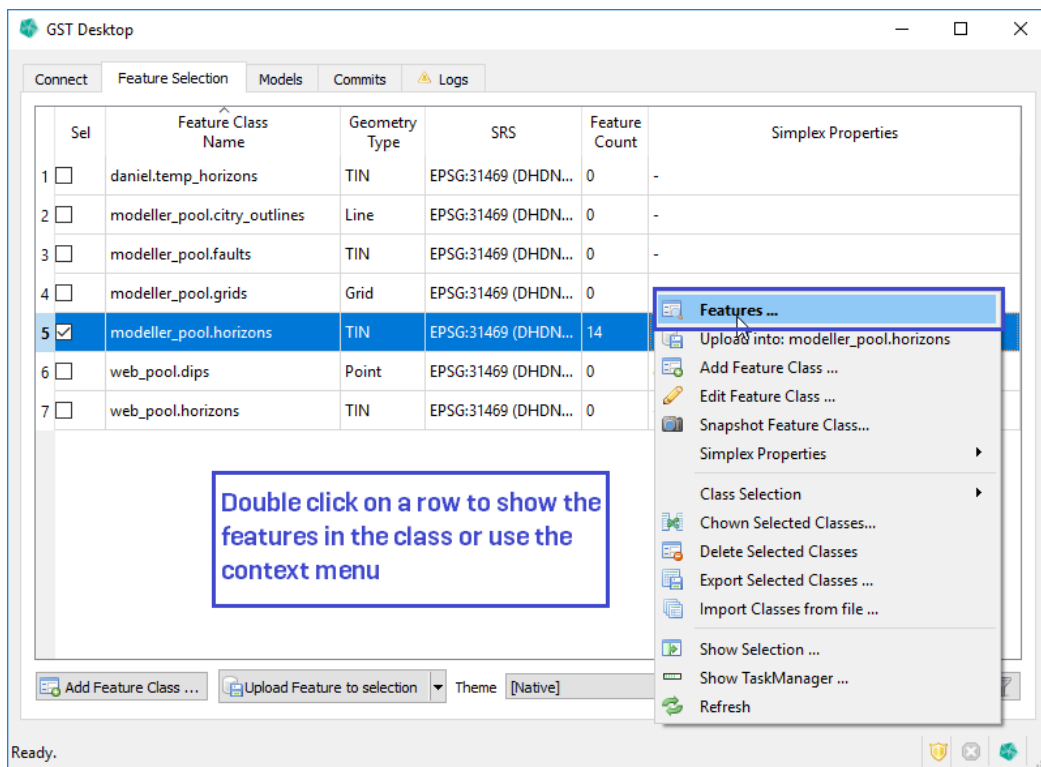 GST Desktop
Connect
Feature Selection
Models
Commits
Logs
Sel
Feature Class
Name
Geometry
Type
SRS
Feature
Count
Simplex Properties
1 daniel.temp_horizons TIN EPSG:31469 (DHDN... 0 -
2 modeller_pool.citry_outlines Line EPSG:31469 (DHDN... 0 -
3 modeller_pool.faults TIN EPSG:31469 (DHDN... 0 -
4 modeller_pool.grids Grid EPSG:31469 (DHDN... 0
5 modeller_pool.horizons TIN EPSG:31469 (DHDN... 14
6 web_pool.dips Point EPSG:31469 (DHDN... 0
7 web_pool.horizons TIN EPSG:31469 (DHDN... 0
Features ...
Upload into: modeller_pool.horizons
Add Feature Class ...
Edit Feature Class ...
Snapshot Feature Class...
Simplex Properties
Class Selection
Chown Selected Classes...
Delete Selected Classes
Export Selected Classes ...
Import Classes from file ...
Show Selection ...
Show TaskManager ...
Refresh
Double click on a row to show the
features in the class or use the
context menu
Add Feature Class ...
Upload Feature to selection
Theme
[Native]
Ready.